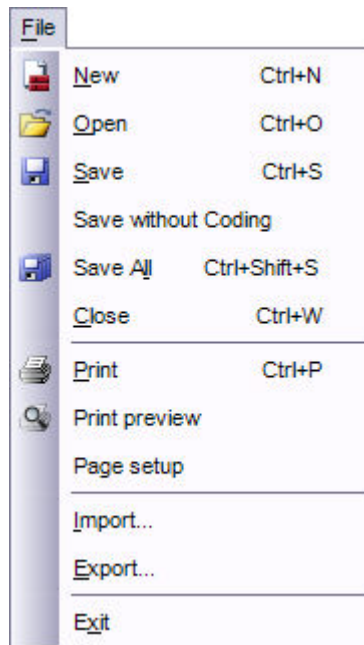 File
New Ctrl+N
Open Ctrl+O
Save Ctrl+S
Save without Coding
Save All Ctrl+Shift+S
Close Ctrl+W
Print Ctrl+P
Print preview
Page setup
Import...
Export...
Exit